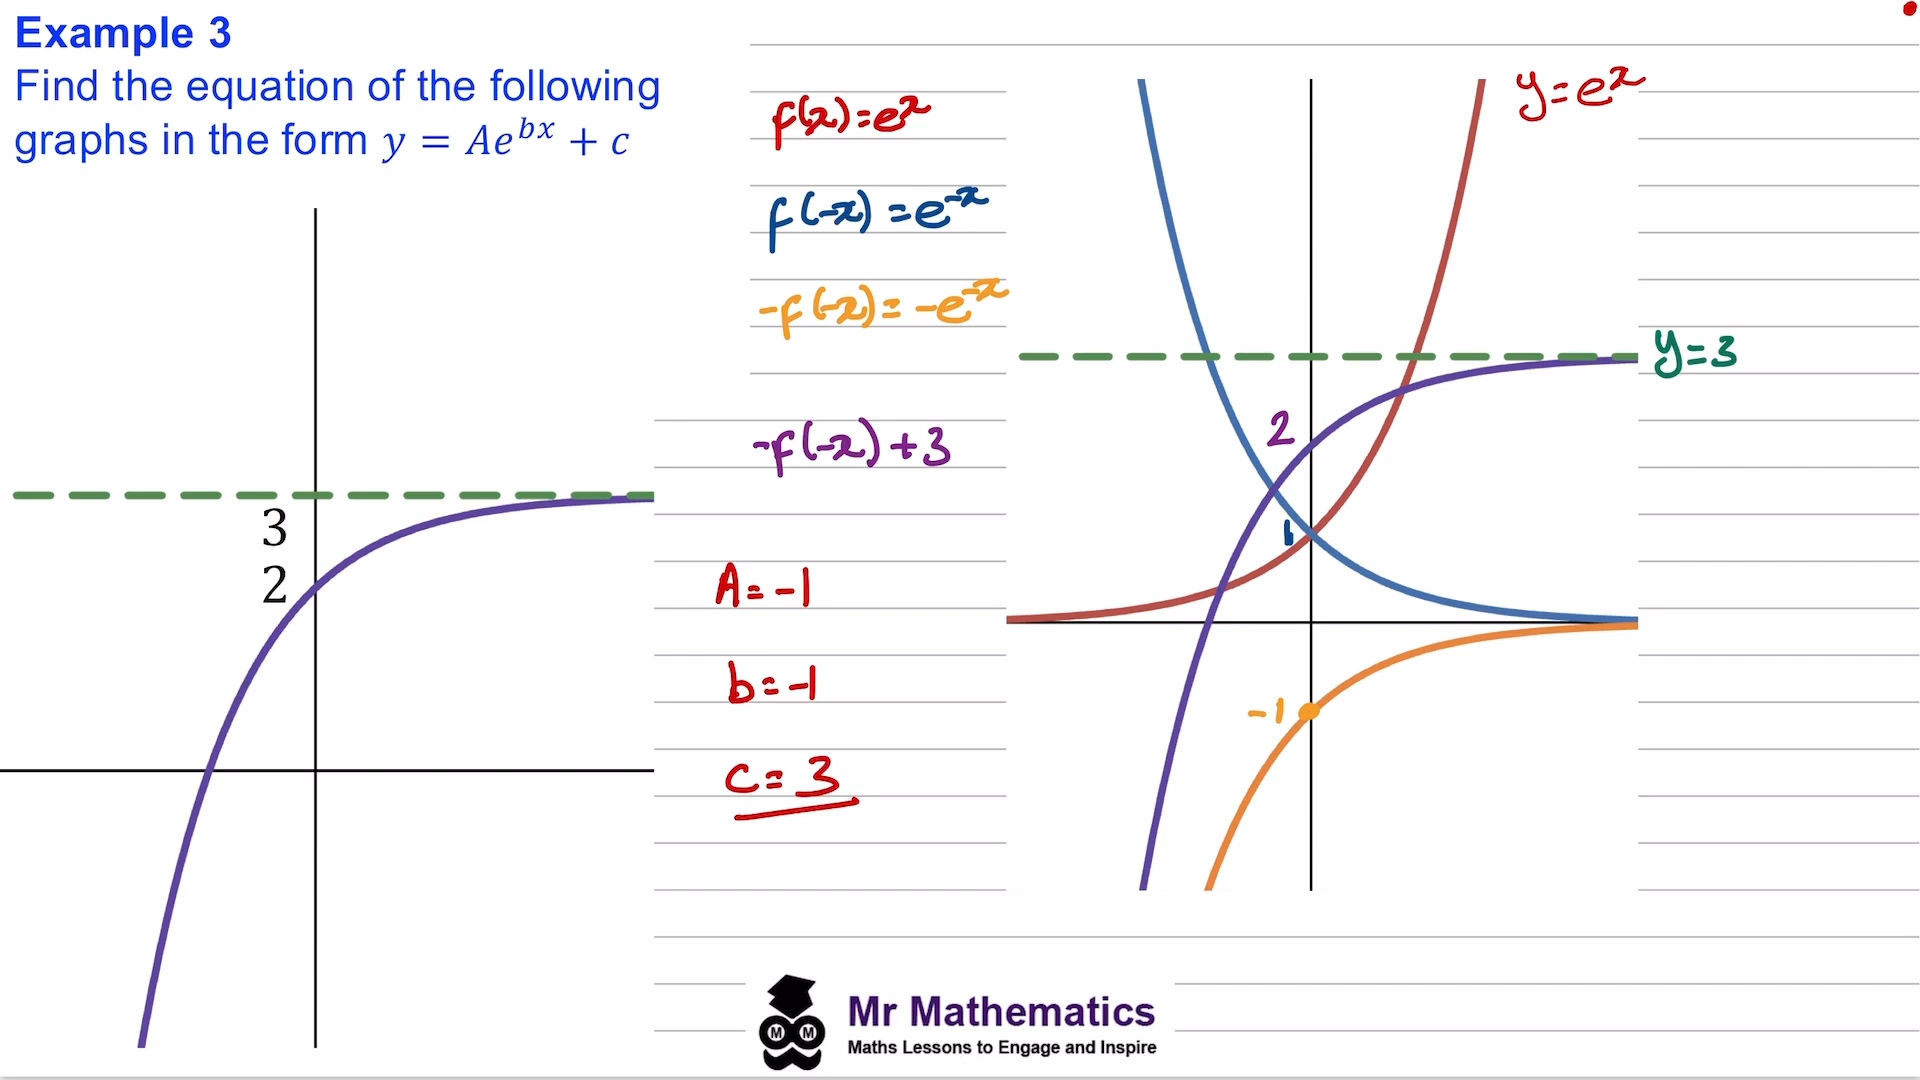 Example 3
Find the equation of the following
graphs in the form y = Ae^{bx} + c
3
2
f(x)=e^x
f(-x)=e^{-x}
-f(-x)=-e^{-x}
-f(-x)+3
A=-1
b=-1
c=3
y=e^x
y=3
2
1
-1
M M
Mr Mathematics
Maths Lessons to Engage and Inspire